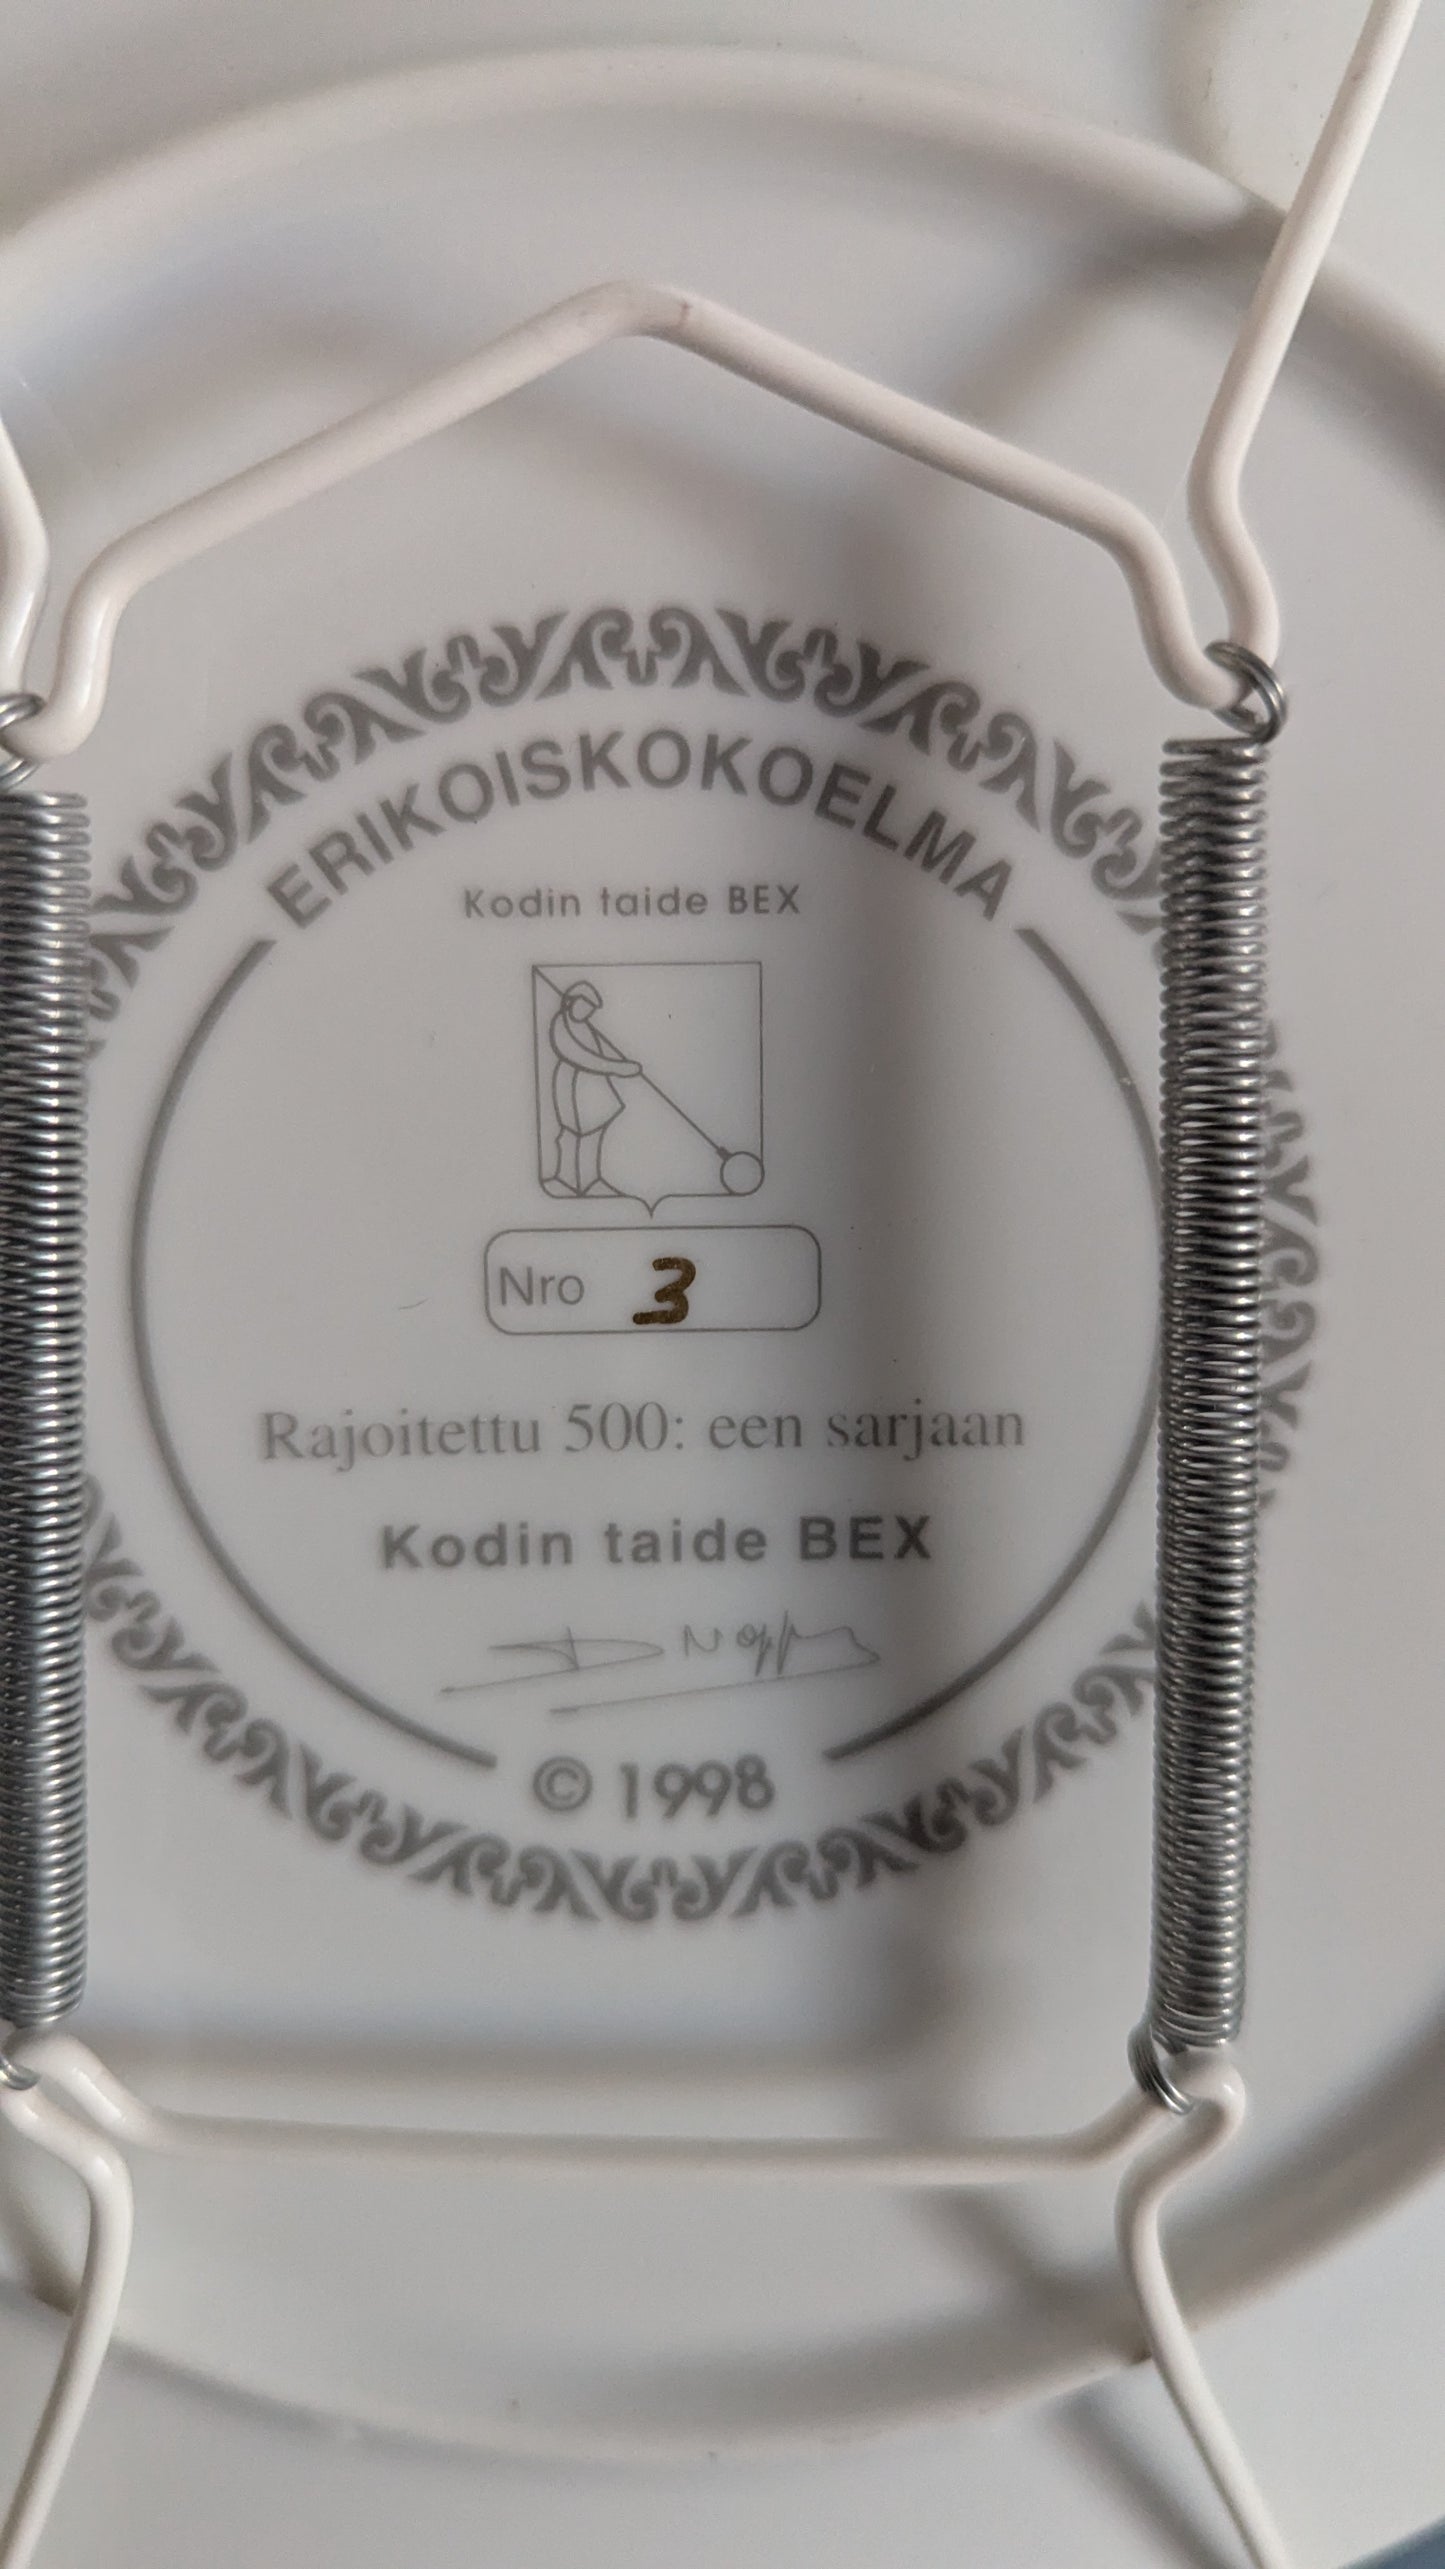 ERIKOISKOKOELMA
Kodin taide BEX
Nro 3
Rajoitettu 500: een sarjaan
Kodin taide BEX
© 1998